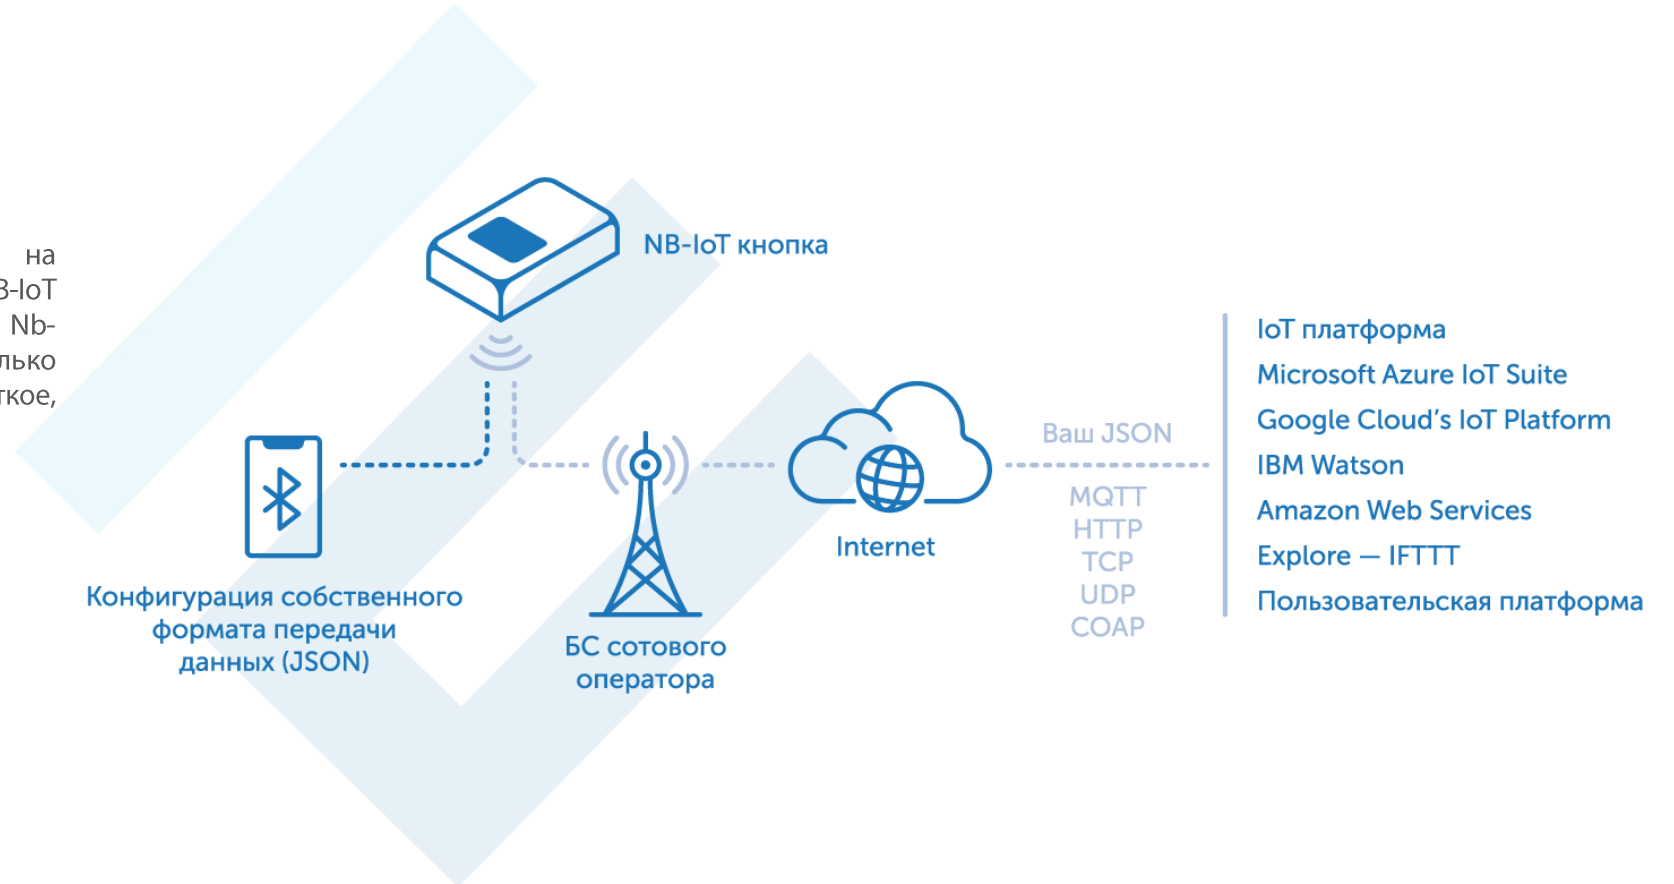 на
B-IoT
Nb-
NB-IoT кнопка
Конфигурация собственного
формата передачи
данных (JSON)
БС сотового
оператора
Internet
Ваш JSON
MQTT
HTTP
TCP
UDP
COAP
IoT платформа
Microsoft Azure IoT Suite
Google Cloud’s IoT Platform
IBM Watson
Amazon Web Services
Explore — IFTTT
Пользовательская платформа